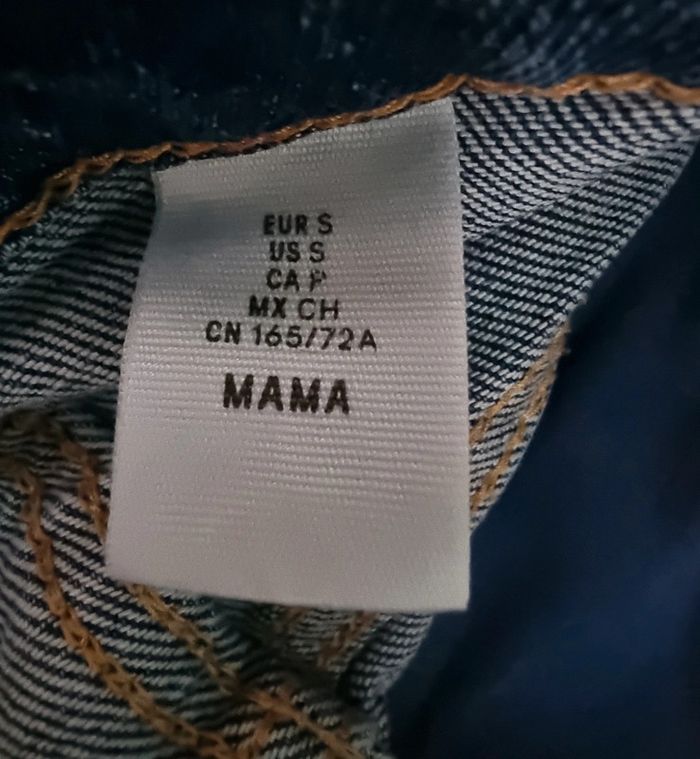 EUR S
US S
CA P
MX CH
CN 165/72A
MAMA